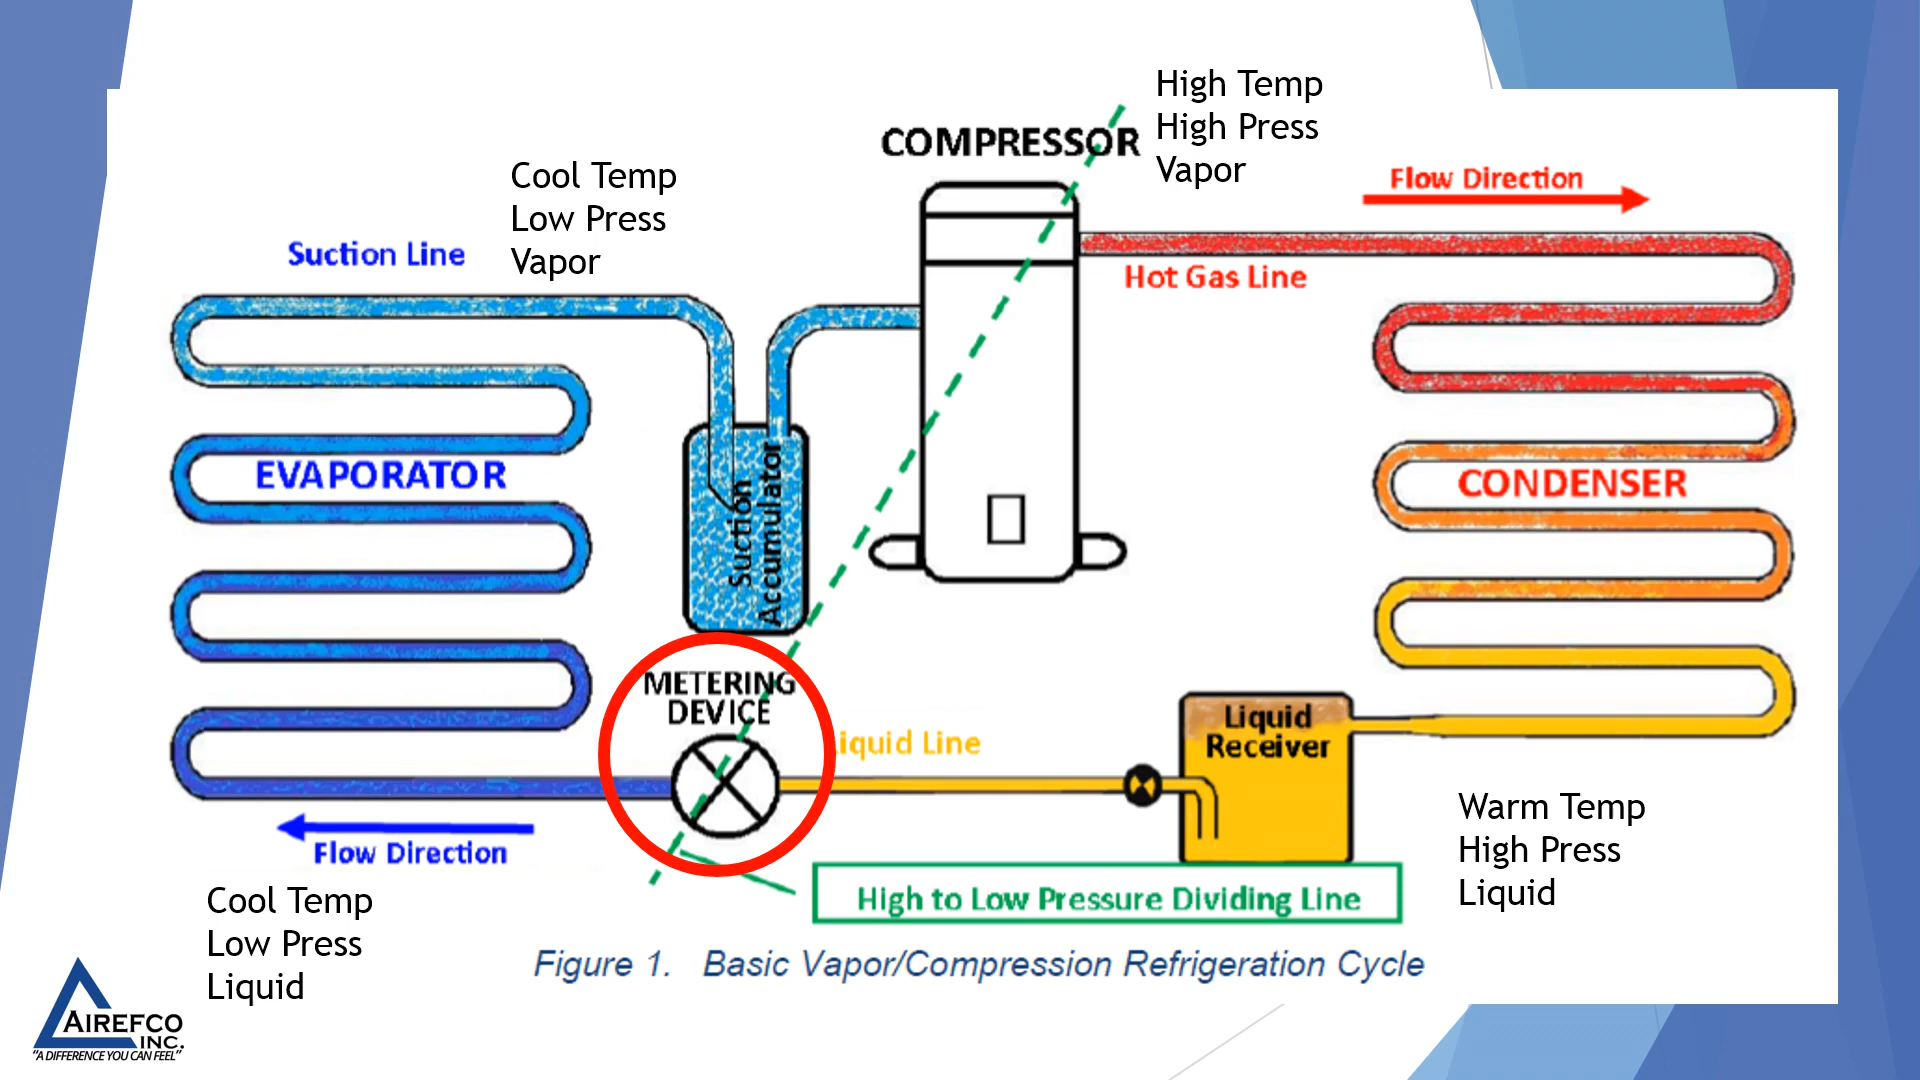 High Temp
High Press
Vapor
COMPRESSOR
Cool Temp
Low Press
Vapor
Flow Direction
Suction Line
Hot Gas Line
EVAPORATOR
Suction
Accumulator
CONDENSER
METERING
DEVICE
iquid Line
Liquid
Receiver
Flow Direction
Warm Temp
High Press
Liquid
High to Low Pressure Dividing Line
Cool Temp
Low Press
Liquid
Figure 1. Basic Vapor/Compression Refrigeration Cycle
AIREFCO
INC.
"A DIFFERENCE YOU CAN FEEL"